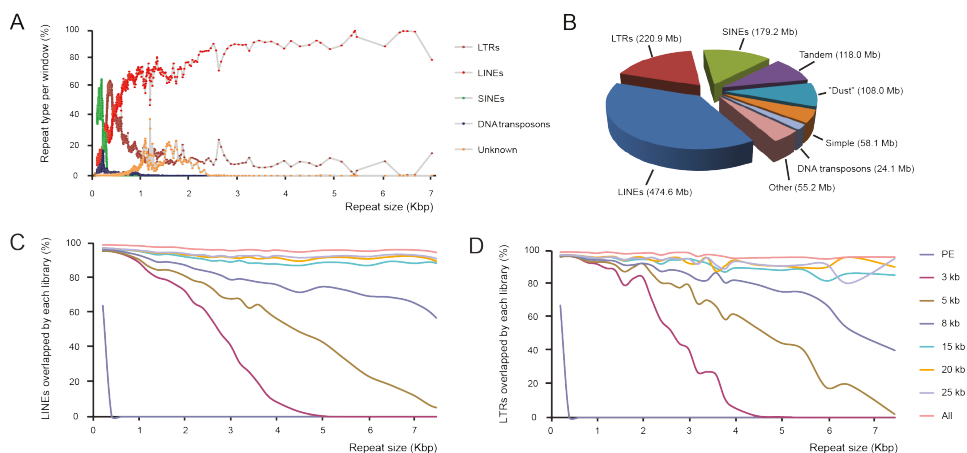 A
Repeat type per window (%)
100
80
60
40
20
0
0 1 2 3 4 5 6 7
Repeat size (Kbp)
LTRs
LINEs
SINEs
DNA transposons
Unknown
B
LTRs (220.9 Mb)
SINEs (179.2 Mb)
Tandem (118.0 Mb)
"Dust" (108.0 Mb)
Simple (58.1 Mb)
DNA transposons (24.1 Mb)
Other (55.2 Mb)
LINEs (474.6 Mb)
C
LINEs overlapped by each library (%)
100
80
60
40
20
0
0 1 2 3 4 5 6 7
Repeat size (Kbp)
D
LTRs overlapped by each library (%)
100
80
60
40
20
0
0 1 2 3 4 5 6 7
Repeat size (Kbp)
PE
3 kb
5 kb
8 kb
15 kb
20 kb
25 kb
All